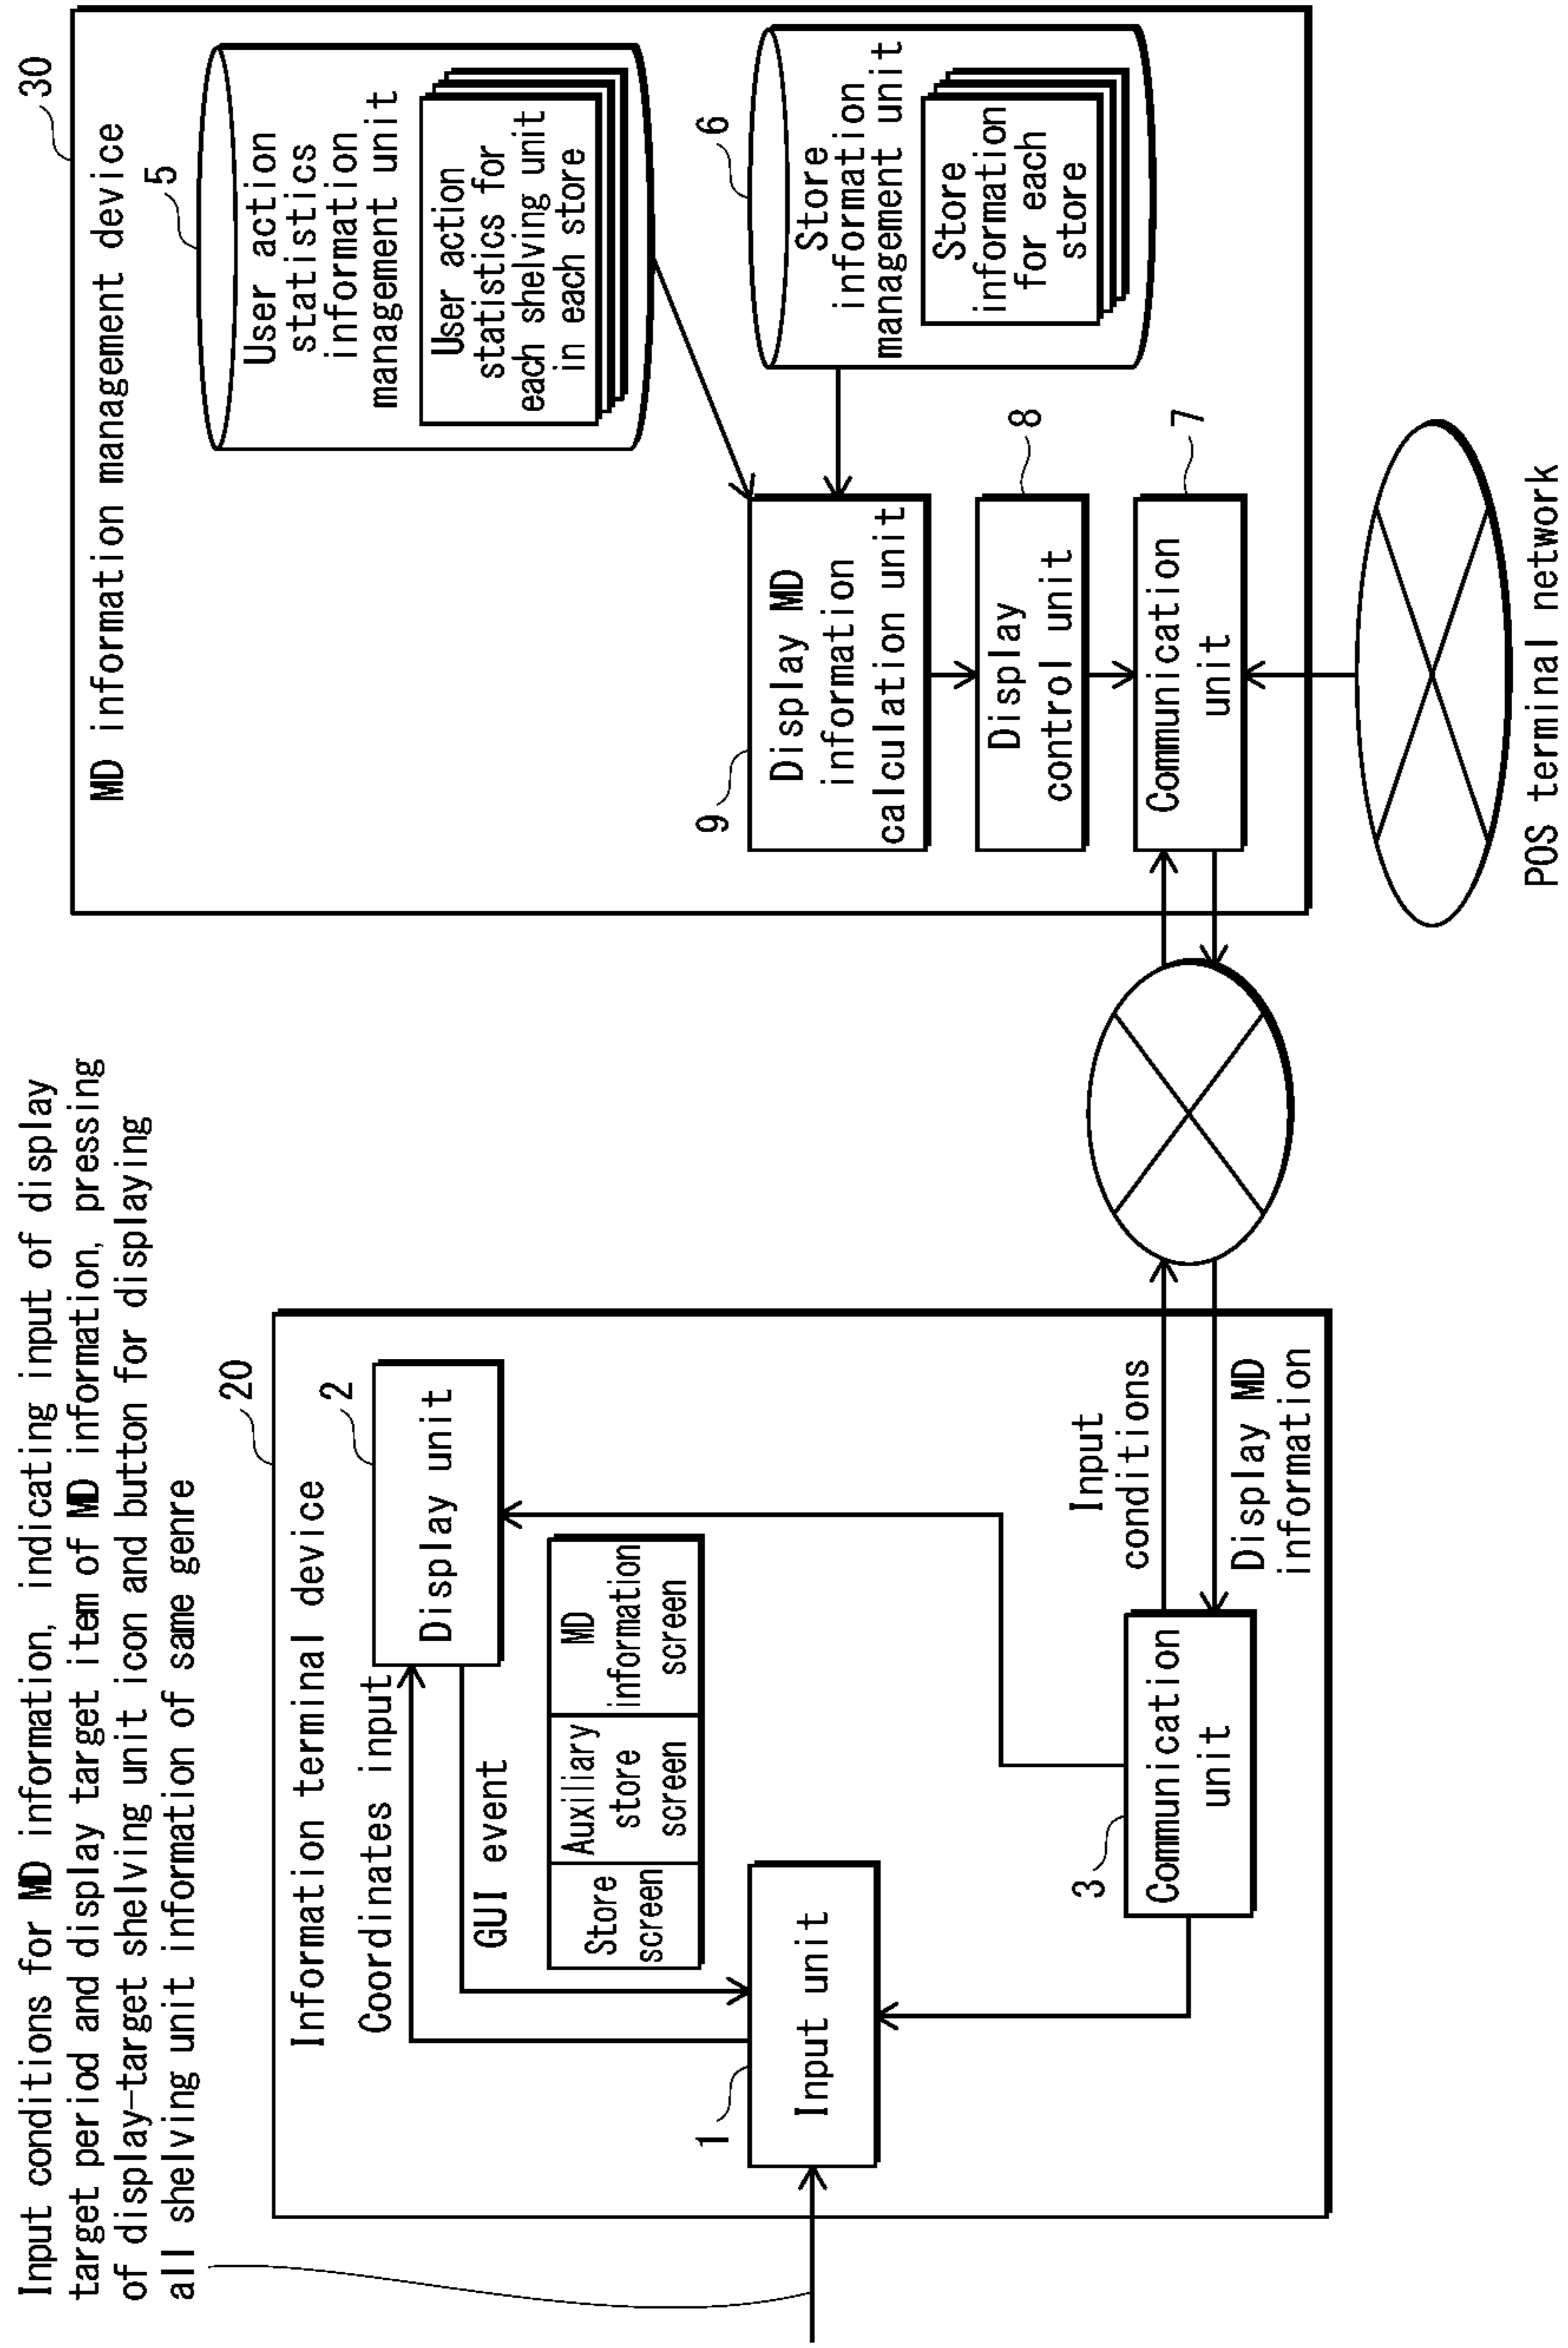 Input conditions for MD information, indicating input of display
target period and display target item of MD information, pressing
of display-target shelving unit icon and button for displaying
all shelving unit information of same genre
20
Information terminal device
Coordinates input
2
Display unit
GUI event
Store
screen
Auxiliary
store
screen
MD
information
screen
1
Input unit
3
Communication
unit
Input
conditions
Display MD
information
30
MD information management device
5
User action
statistics
information
management unit
User action
statistics for
each shelving unit
in each store
6
Store
information
management unit
Store
information
for each
store
9
Display MD
information
calculation unit
8
Display
control unit
7
Communication
unit
POS terminal network